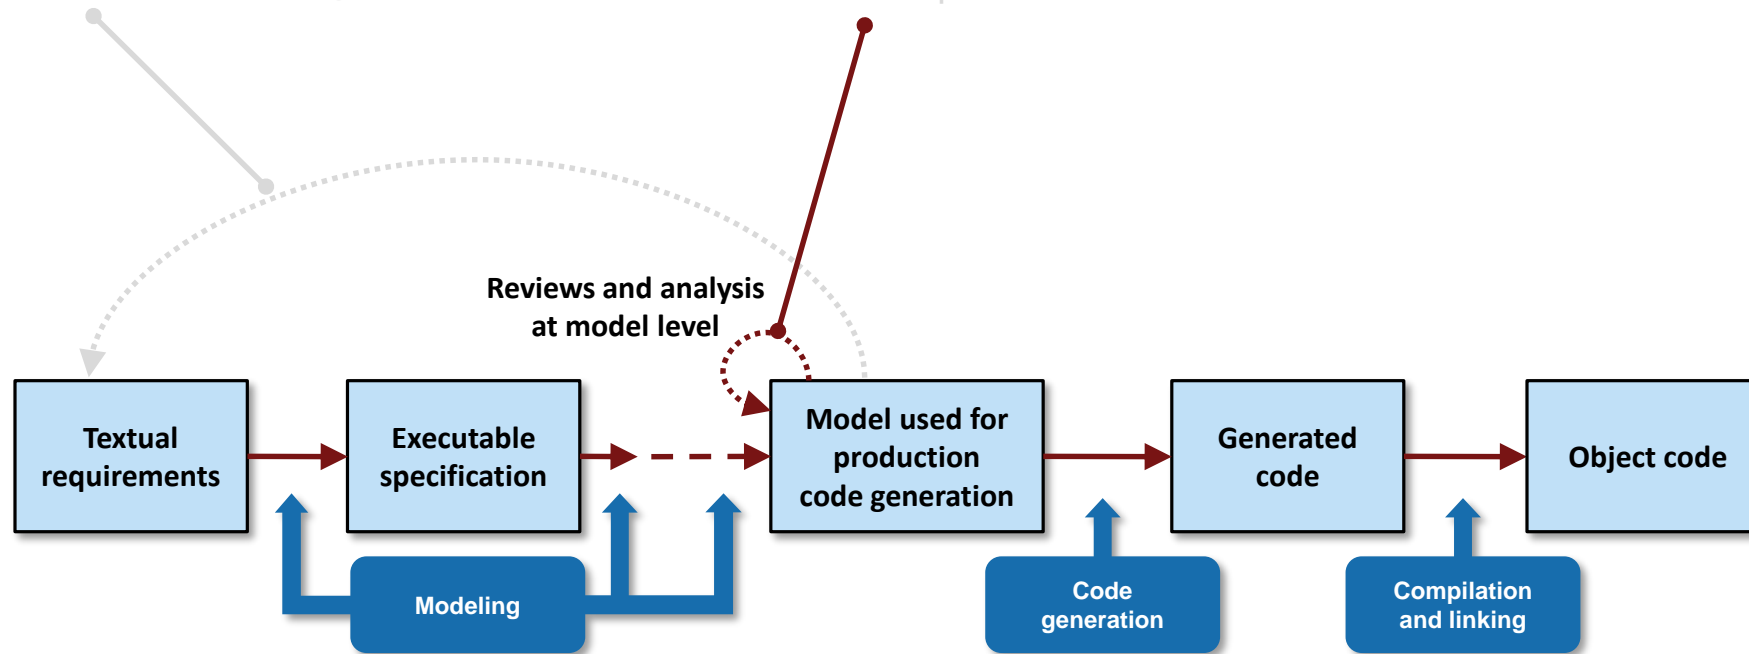 Reviews and analysis
at model level
Textual
requirements
Executable
specification
Model used for
production
code generation
Generated
code
Object code
Modeling
Code
generation
Compilation
and linking